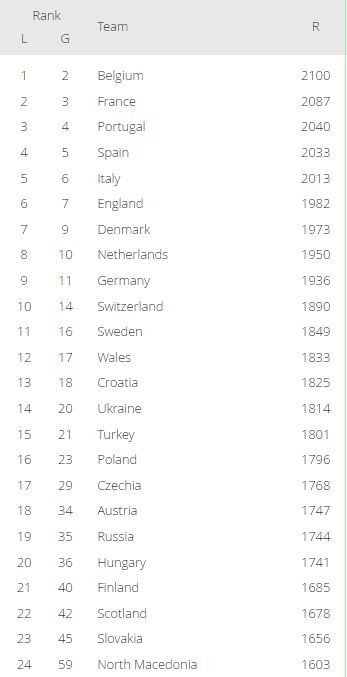 Rank
L G Team R
1 2 Belgium 2100
2 3 France 2087
3 4 Portugal 2040
4 5 Spain 2033
5 6 Italy 2013
6 7 England 1982
7 9 Denmark 1973
8 10 Netherlands 1950
9 11 Germany 1936
10 14 Switzerland 1890
11 16 Sweden 1849
12 17 Wales 1833
13 18 Croatia 1825
14 20 Ukraine 1814
15 21 Turkey 1801
16 23 Poland 1796
17 29 Czechia 1768
18 34 Austria 1747
19 35 Russia 1744
20 36 Hungary 1741
21 40 Finland 1685
22 42 Scotland 1678
23 45 Slovakia 1656
24 59 North Macedonia 1603